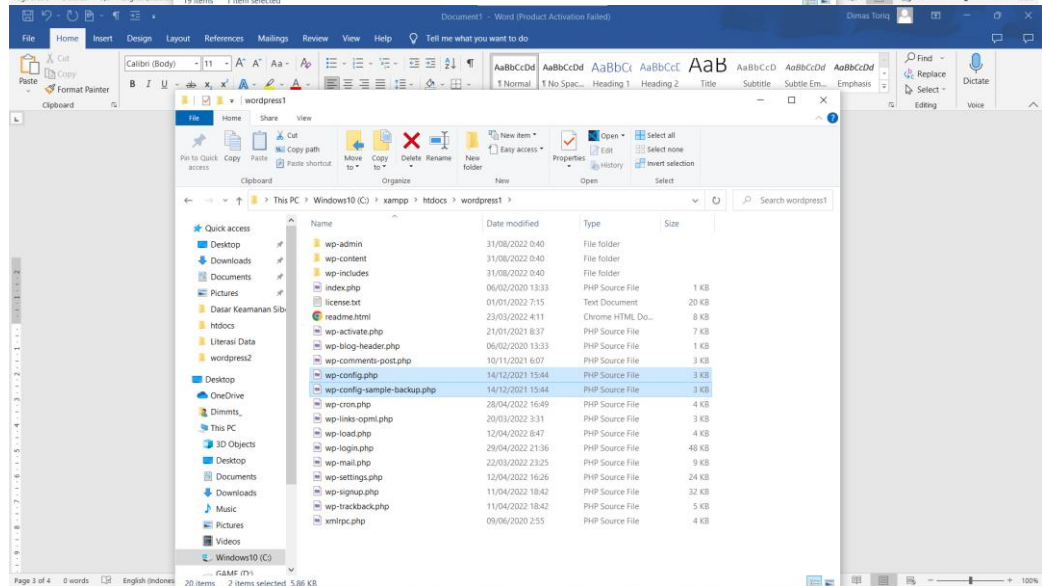 19 items 1 item selected
Document1 - Word (Product Activation Failed)
Dimas Toriq
File Home Insert Design Layout References Mailings Review View Help Tell me what you want to do
Cut
Copy
Format Painter
Paste
Clipboard
Calibri (Body) 11
AaBbCcDd AaBbCcDd AaBbCc AaBbCcC AaB AaBbCcD AaBbCcDd AaBbCcDd
¶ Normal ¶ No Spac... Heading 1 Heading 2 Title Subtitle Subtle Em... Emphasis
Find
Replace
Select
Editing
Dictate
Voice
wordpress1
File Home Share View
Pin to Quick access
Copy
Paste
Cut
Copy path
Paste shortcut
Clipboard
Move to
Copy to
Delete
Rename
Organize
New folder
New item
Easy access
New
Properties
Open
Edit
History
Open
Select all
Select none
Invert selection
Select
This PC > Windows10 (C:) > xampp > htdocs > wordpress1 >
Search wordpress1
Quick access
Desktop
Downloads
Documents
Pictures
Dasar Keamanan Sib
htdocs
Literasi Data
wordpress2
Desktop
OneDrive
Dimmts_
This PC
3D Objects
Desktop
Documents
Downloads
Music
Pictures
Videos
Windows10 (C:)
GAME (D:)
Name Date modified Type Size
wp-admin 31/08/2022 0:40 File folder
wp-content 31/08/2022 0:40 File folder
wp-includes 31/08/2022 0:40 File folder
index.php 06/02/2020 13:33 PHP Source File 1 KB
license.txt 01/01/2022 7:15 Text Document 20 KB
readme.html 23/03/2022 4:11 Chrome HTML Do... 8 KB
wp-activate.php 21/01/2021 8:37 PHP Source File 7 KB
wp-blog-header.php 06/02/2020 13:33 PHP Source File 1 KB
wp-comments-post.php 10/11/2021 6:07 PHP Source File 3 KB
wp-config.php 14/12/2021 15:44 PHP Source File 3 KB
wp-config-sample-backup.php 14/12/2021 15:44 PHP Source File 3 KB
wp-cron.php 28/04/2022 16:49 PHP Source File 4 KB
wp-links-opml.php 20/03/2022 3:31 PHP Source File 3 KB
wp-load.php 12/04/2022 8:47 PHP Source File 4 KB
wp-login.php 29/04/2022 21:36 PHP Source File 48 KB
wp-mail.php 22/03/2022 23:25 PHP Source File 9 KB
wp-settings.php 12/04/2022 16:26 PHP Source File 24 KB
wp-signup.php 11/04/2022 18:42 PHP Source File 32 KB
wp-trackback.php 11/04/2022 18:42 PHP Source File 5 KB
xmlrpc.php 09/06/2020 2:55 PHP Source File 4 KB
20 items 2 items selected 5,86 KB
Page 3 of 4 0 words English (Indones
100%